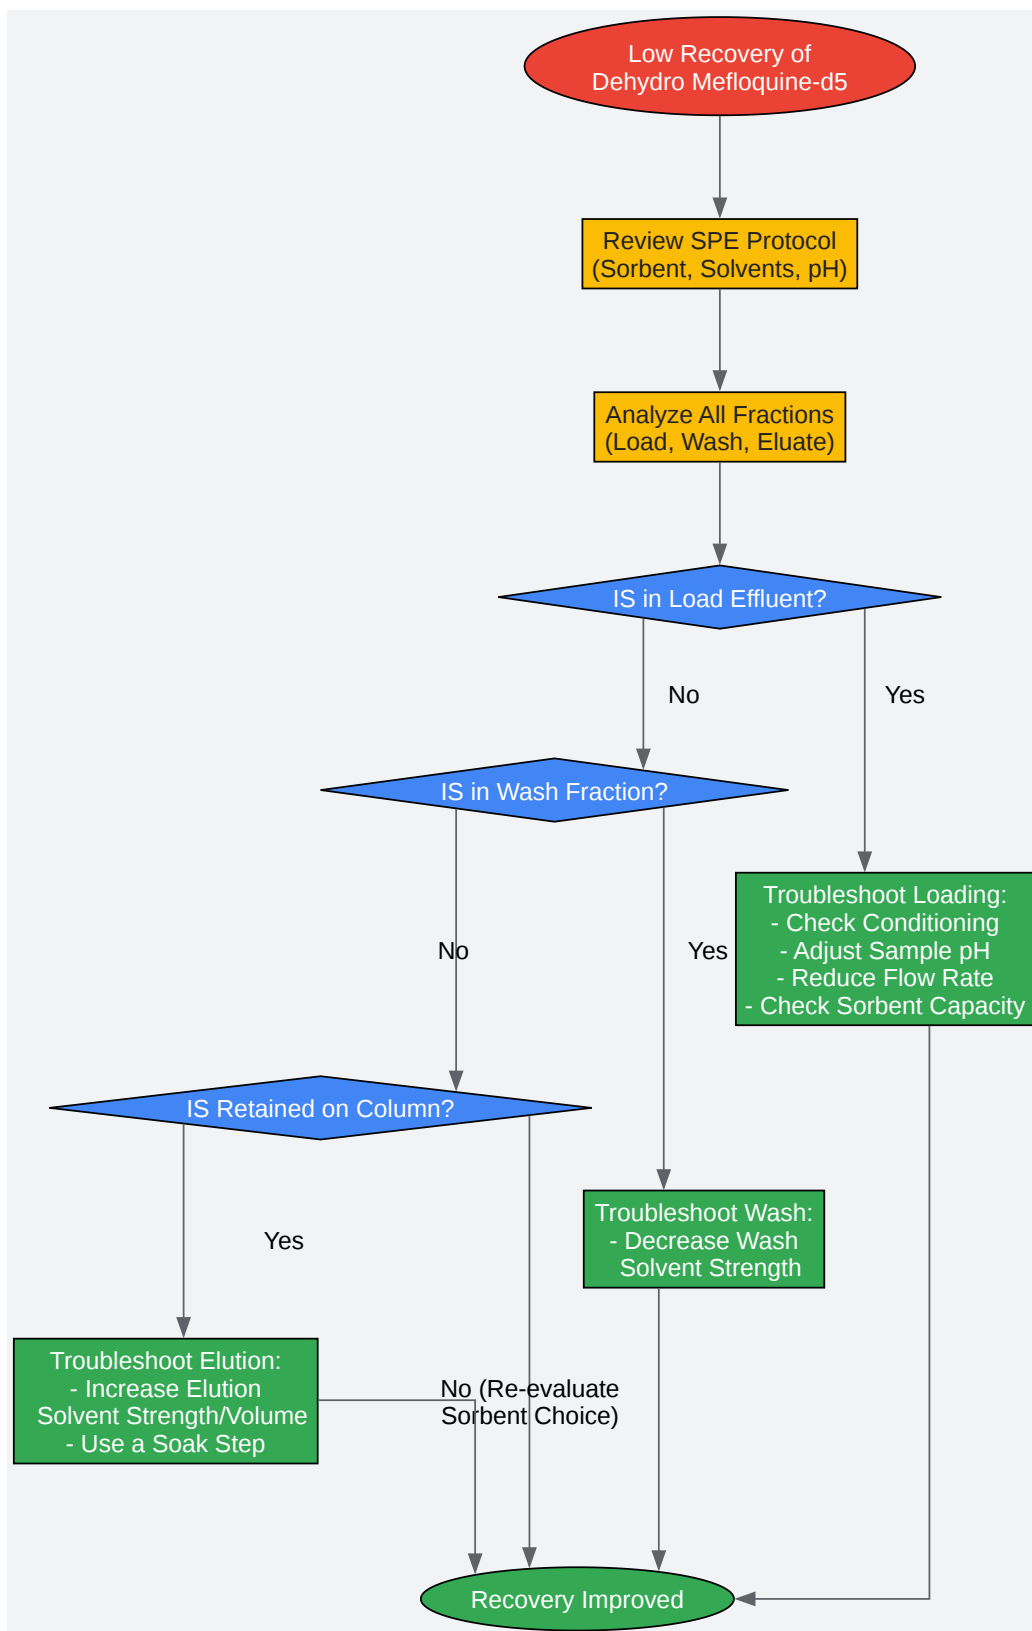 Low Recovery of
Dehydro Mefloquine-d5
Review SPE Protocol
(Sorbent, Solvents, pH)
Analyze All Fractions
(Load, Wash, Eluate)
IS in Load Effluent?
No
Yes
IS in Wash Fraction?
Troubleshoot Loading:
- Check Conditioning
- Adjust Sample pH
- Reduce Flow Rate
- Check Sorbent Capacity
No
Yes
IS Retained on Column?
Yes
Troubleshoot Wash:
- Decrease Wash
Solvent Strength
Troubleshoot Elution:
- Increase Elution
Solvent Strength/Volume
- Use a Soak Step
No (Re-evaluate
Sorbent Choice)
Recovery Improved